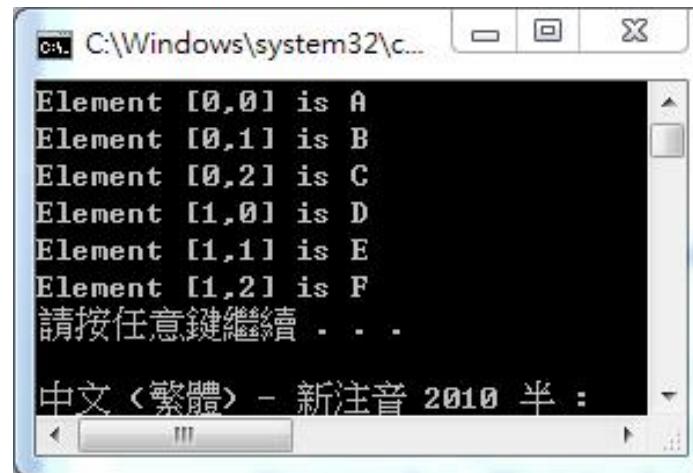 C:\Windows\system32\c...
Element [0,0] is A
Element [0,1] is B
Element [0,2] is C
Element [1,0] is D
Element [1,1] is E
Element [1,2] is F
請按任意鍵繼續 . . .
中文 (繁體) - 新注音 2010 半 :